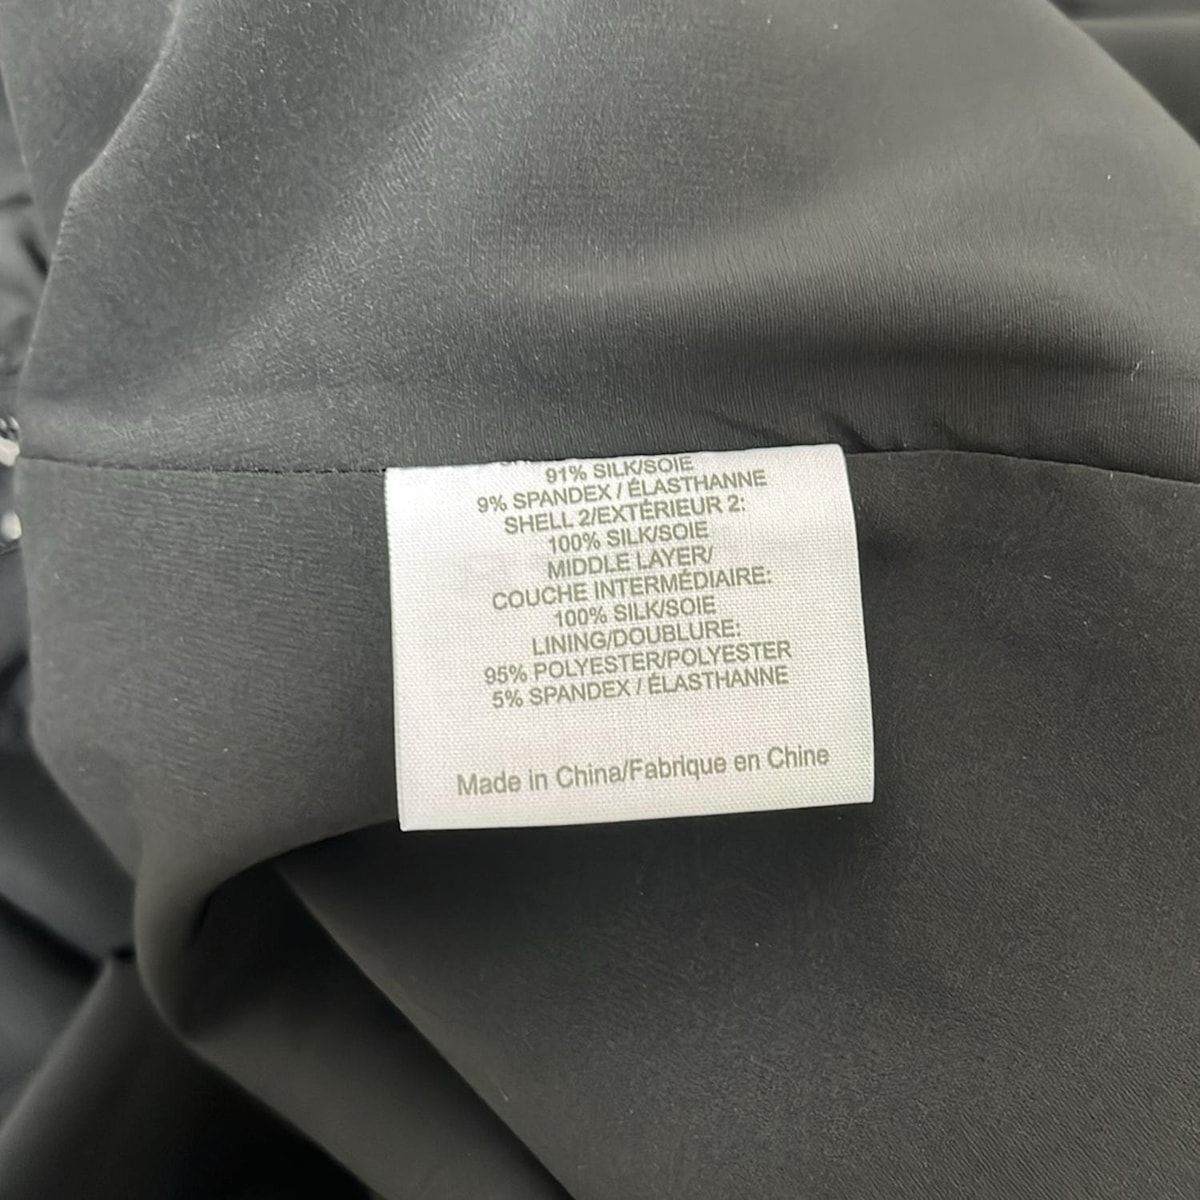 91% SILK/SOIE
9% SPANDEX / ÉLASTHANNE
SHELL 2/EXTÉRIEUR 2:
100% SILK/SOIE
MIDDLE LAYER/
COUCHE INTERMÉDIAIRE:
100% SILK/SOIE
LINING/DOUBLURE:
95% POLYESTER/POLYESTER
5% SPANDEX / ÉLASTHANNE
Made in China/Fabrique en Chine